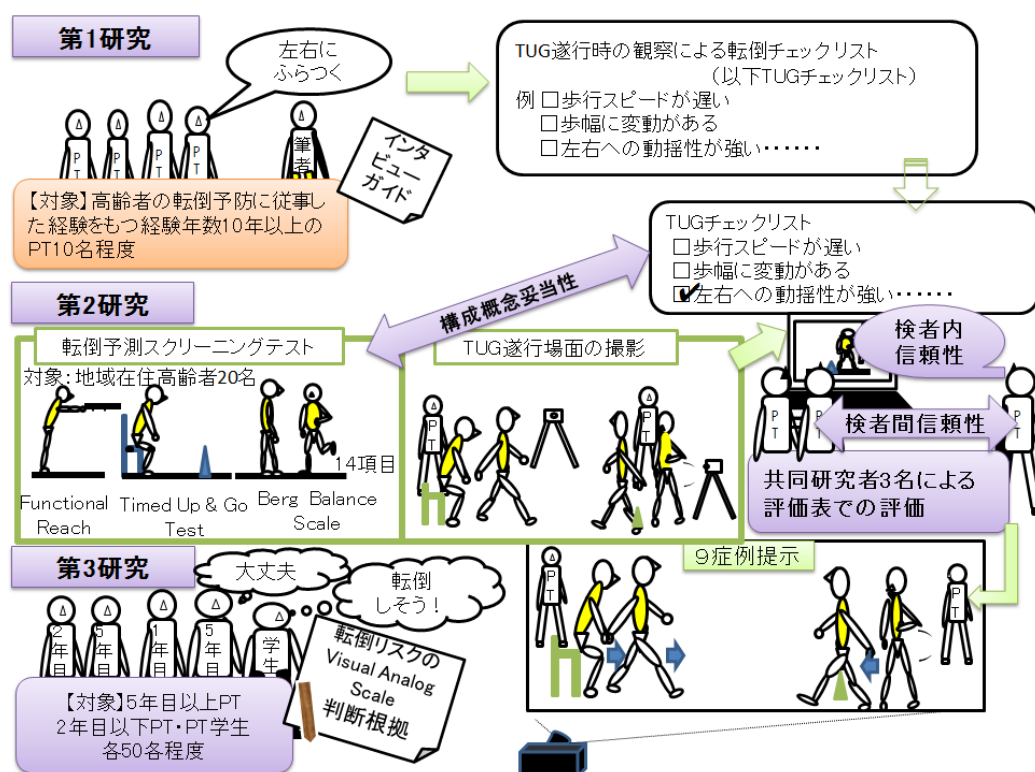 第1研究
左右に
ふらつく
PT
PT
PT
PT
筆者
インタ
ビュー
ガイド
【対象】高齢者の転倒予防に従事し
た経験をもつ経験年数10年以上の
PT10名程度
TUG遂行時の観察による転倒チェックリスト
(以下TUGチェックリスト)
例 □歩行スピードが遅い
□歩幅に変動がある
□左右への動揺性が強い‥‥‥
TUGチェックリスト
□歩行スピードが遅い
□歩幅に変動がある
☑左右への動揺性が強い‥‥‥
構成概念妥当性
第2研究
転倒予測スクリーニングテスト
対象:地域在住高齢者20名
14項目
Functional
Reach
Timed Up & Go
Test
Berg Balance
Scale
TUG遂行場面の撮影
PT
PT
検者内
信頼性
PT
PT
PT
検者間信頼性
共同研究者3名による
評価表での評価
第3研究
大丈夫
転倒
しそう！
2年目
5年目
1年目
5年目
学生
転倒リスクの
Visual Analog
Scale
判断根拠
【対象】5年目以上PT
2年目以下PT・PT学生
各50各程度
9症例提示
PT
PT